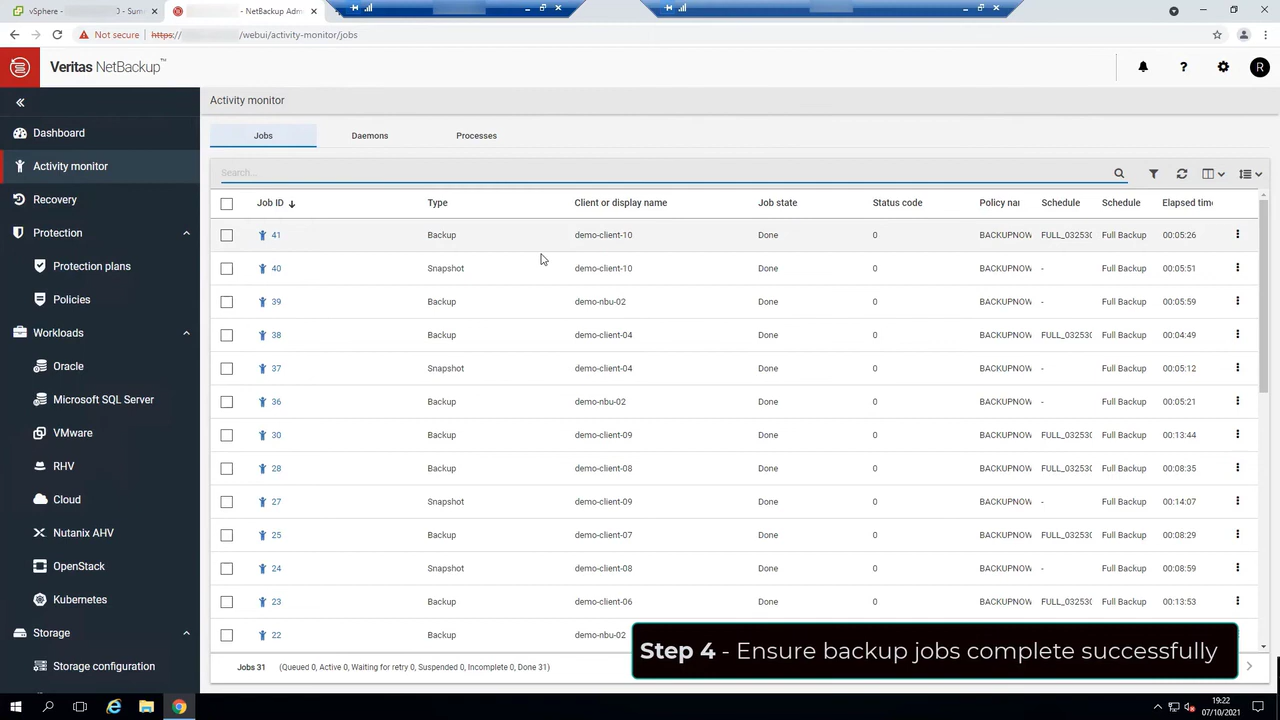 vSphere - - Sum
- NetBackup Adm
Not secure https:// /webui/activity-monitor/jobs
Veritas NetBackup™
R
Activity monitor
Jobs Daemons Processes
Search...
Job ID Type Client or display name Job state Status code Policy nar Schedule Schedule Elapsed time
41 Backup demo-client-10 Done 0 BACKUPNOW FULL_032530 Full Backup 00:05:26
40 Snapshot demo-client-10 Done 0 BACKUPNOW - Full Backup 00:05:51
39 Backup demo-nbu-02 Done 0 BACKUPNOW - Full Backup 00:05:59
38 Backup demo-client-04 Done 0 BACKUPNOW FULL_032530 Full Backup 00:04:49
37 Snapshot demo-client-04 Done 0 BACKUPNOW - Full Backup 00:05:12
36 Backup demo-nbu-02 Done 0 BACKUPNOW - Full Backup 00:05:21
30 Backup demo-client-09 Done 0 BACKUPNOW FULL_032530 Full Backup 00:13:44
28 Backup demo-client-08 Done 0 BACKUPNOW FULL_032530 Full Backup 00:08:35
27 Snapshot demo-client-09 Done 0 BACKUPNOW - Full Backup 00:14:07
25 Backup demo-client-07 Done 0 BACKUPNOW FULL_032530 Full Backup 00:08:29
24 Snapshot demo-client-08 Done 0 BACKUPNOW - Full Backup 00:08:59
23 Backup demo-client-06 Done 0 BACKUPNOW FULL_032530 Full Backup 00:13:53
22 Backup demo-nbu-02
Jobs 31 (Queued 0, Active 0, Waiting for retry 0, Suspended 0, Incomplete 0, Done 31)
Dashboard
Activity monitor
Recovery
Protection
Protection plans
Policies
Workloads
Oracle
Microsoft SQL Server
VMware
RHV
Cloud
Nutanix AHV
OpenStack
Kubernetes
Storage
Storage configuration
Step 4 - Ensure backup jobs complete successfully
19:22
07/10/2021